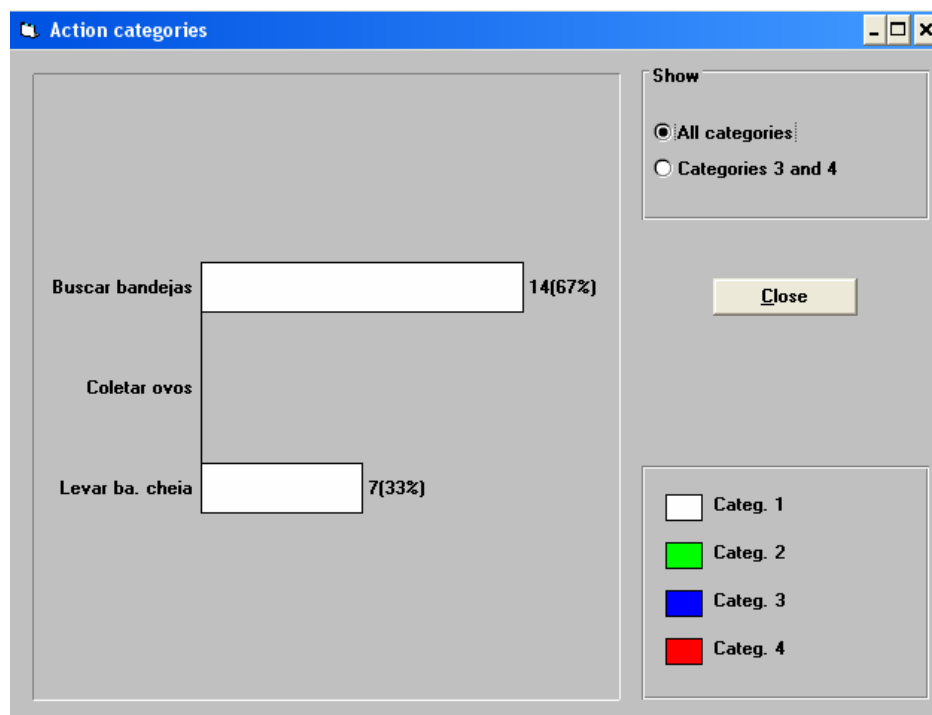 Action categories
Show
All categories
Categories 3 and 4
Buscar bandejas 14(67%)
Close
Coletar ovos
Levar ba. cheia 7(33%)
Categ. 1
Categ. 2
Categ. 3
Categ. 4